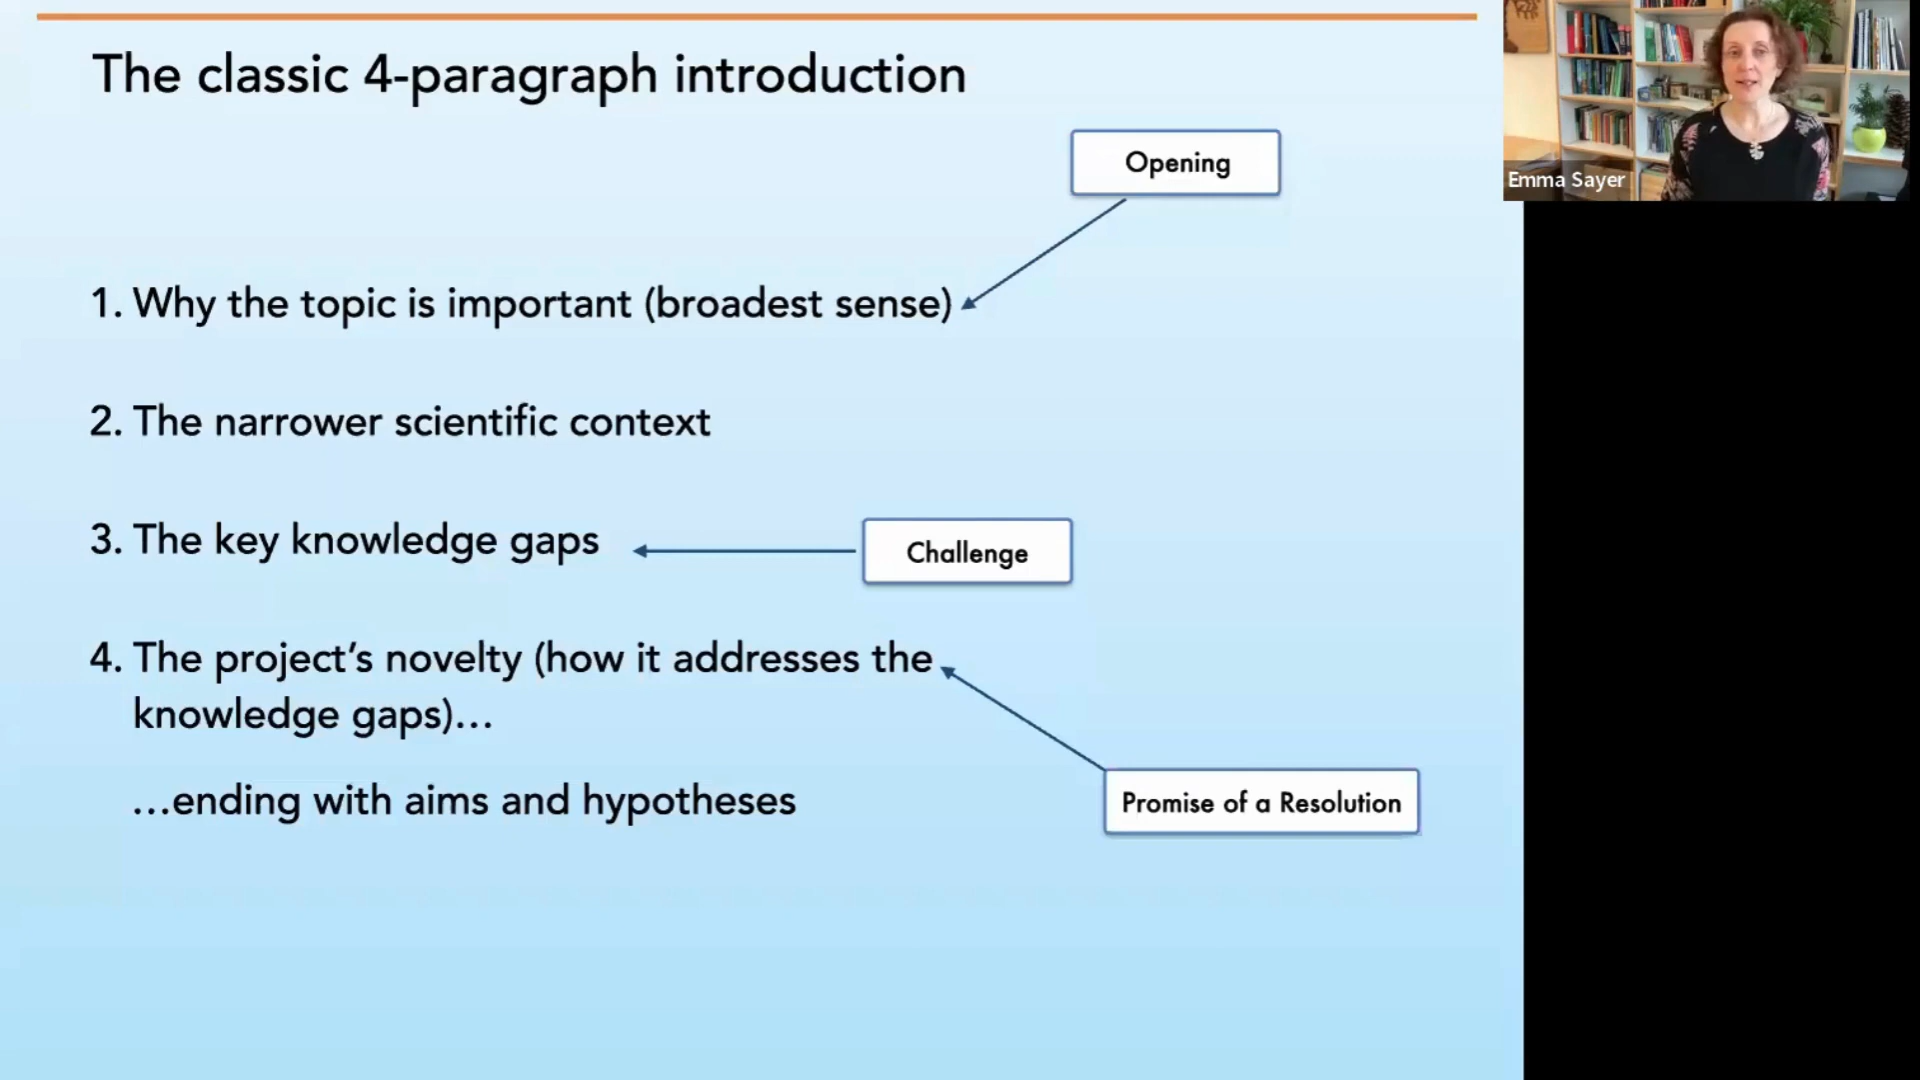 The classic 4-paragraph introduction
Opening
Emma Sayer
1. Why the topic is important (broadest sense)
2. The narrower scientific context
3. The key knowledge gaps
Challenge
4. The project’s novelty (how it addresses the
knowledge gaps)…
…ending with aims and hypotheses
Promise of a Resolution